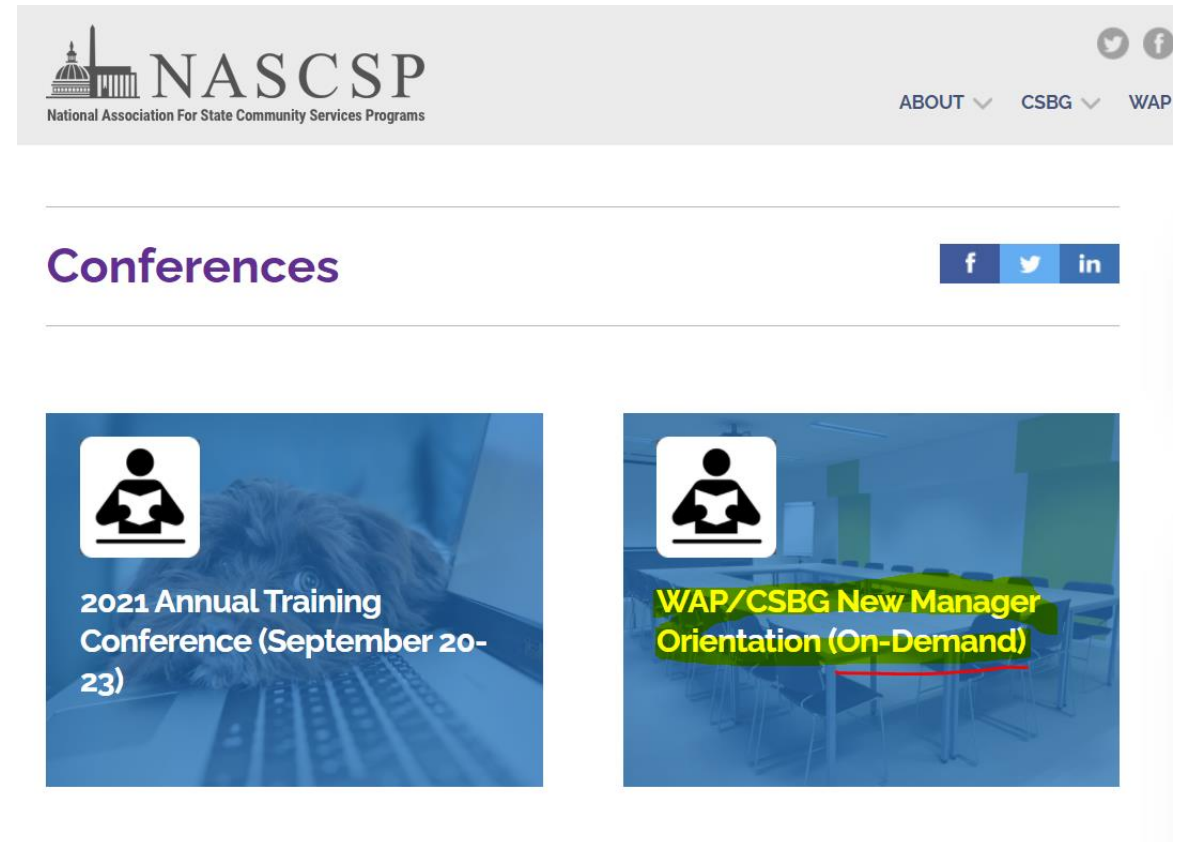 NASCSP
National Association For State Community Services Programs
ABOUT
CSBG
WAP
Conferences
f
in
2021 Annual Training
Conference (September 20-
23)
WAP/CSBG New Manager
Orientation (On-Demand)